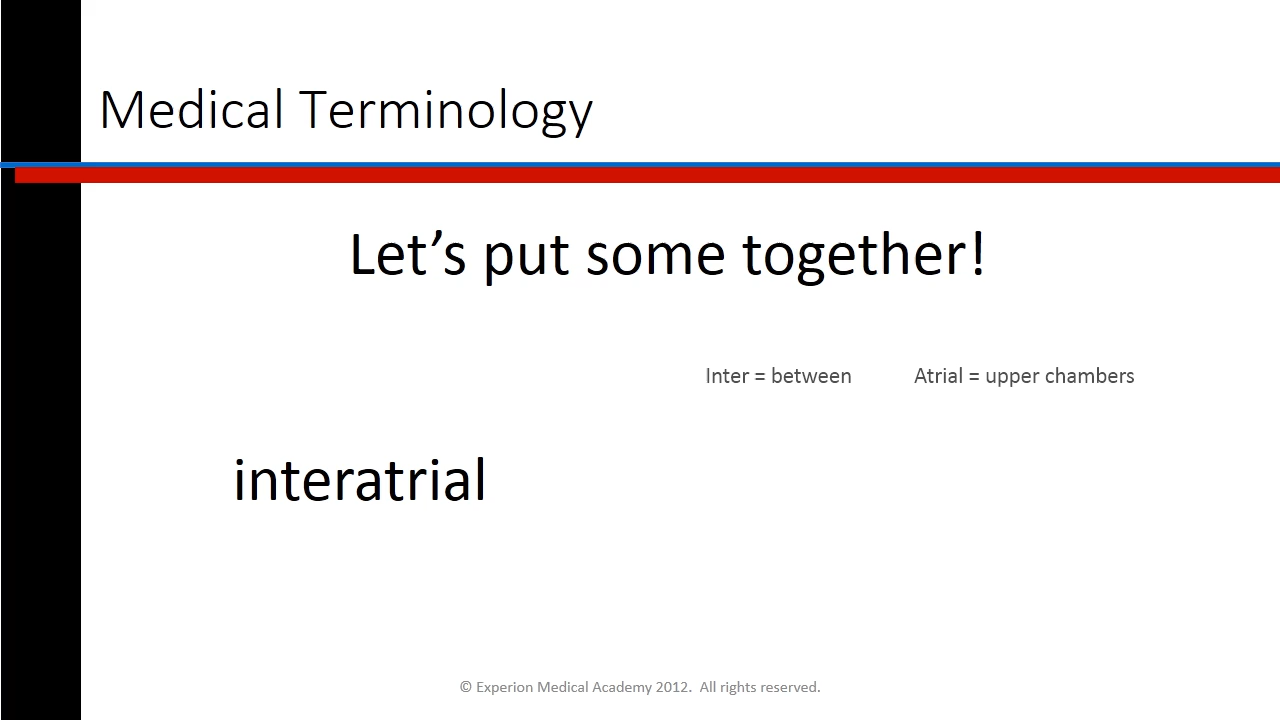 Medical Terminology
Let’s put some together!
Inter = between Atrial = upper chambers
interatrial
© Experion Medical Academy 2012. All rights reserved.